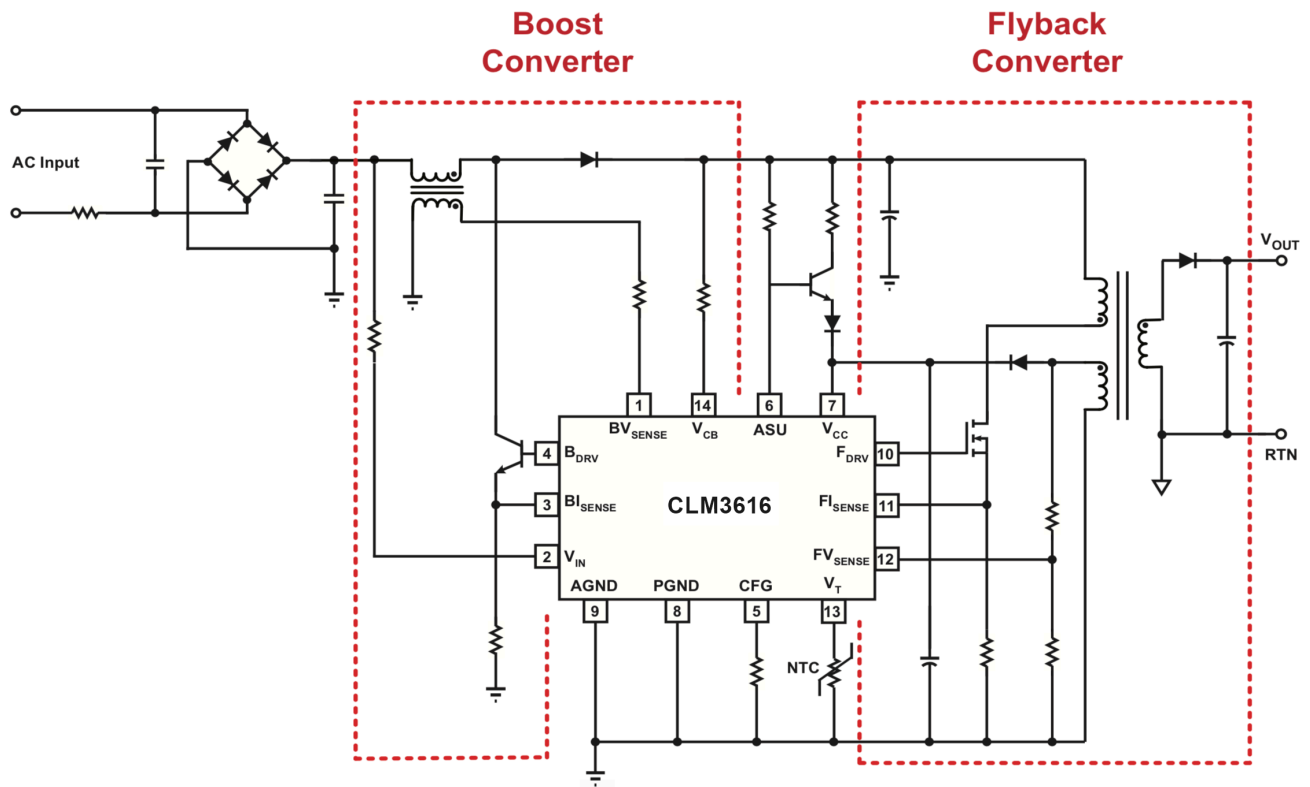 Boost
Converter
Flyback
Converter
AC Input
VOUT
RTN
1
14
6
7
BVSENSE
VCB
ASU
VCC
4
BDRV
FDRV
10
3
BISENSE
CLM3616
FISENSE
11
2
VIN
FVSENSE
12
AGND
PGND
CFG
VT
9
8
5
13
NTC